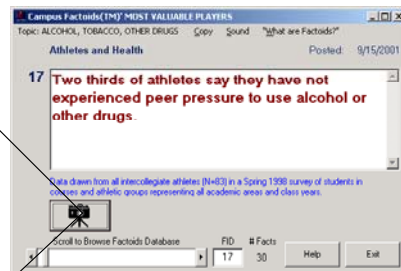 Campus Factoids(TM)' MOST VALUABLE PLAYERS
Topic: ALCOHOL, TOBACCO, OTHER DRUGS Copy Sound "What are Factoids?"
Athletes and Health Posted: 9/15/2001
17 Two thirds of athletes say they have not
experienced peer pressure to use alcohol or
other drugs.
Data drawn from all intercollegiate athletes (N=83) in a Spring 1998 survey of students in
courses and athletic groups representing all academic areas and class years.
Scroll to Browse Factoids Database FID # Facts
17 30 Help Exit